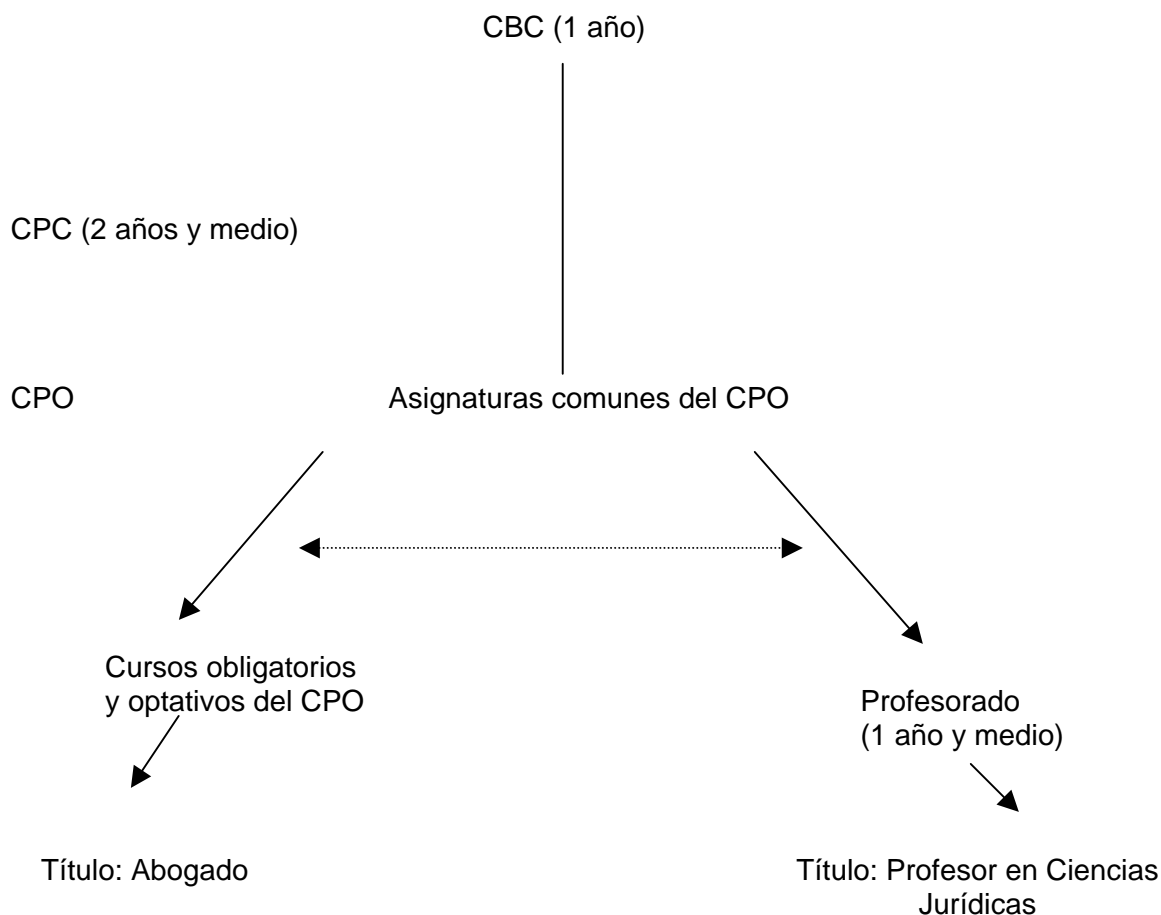 CBC (1 año)
CPC (2 años y medio)
CPO
Asignaturas comunes del CPO
Cursos obligatorios
y optativos del CPO
Profesorado
(1 año y medio)
Título: Abogado
Título: Profesor en Ciencias
Jurídicas